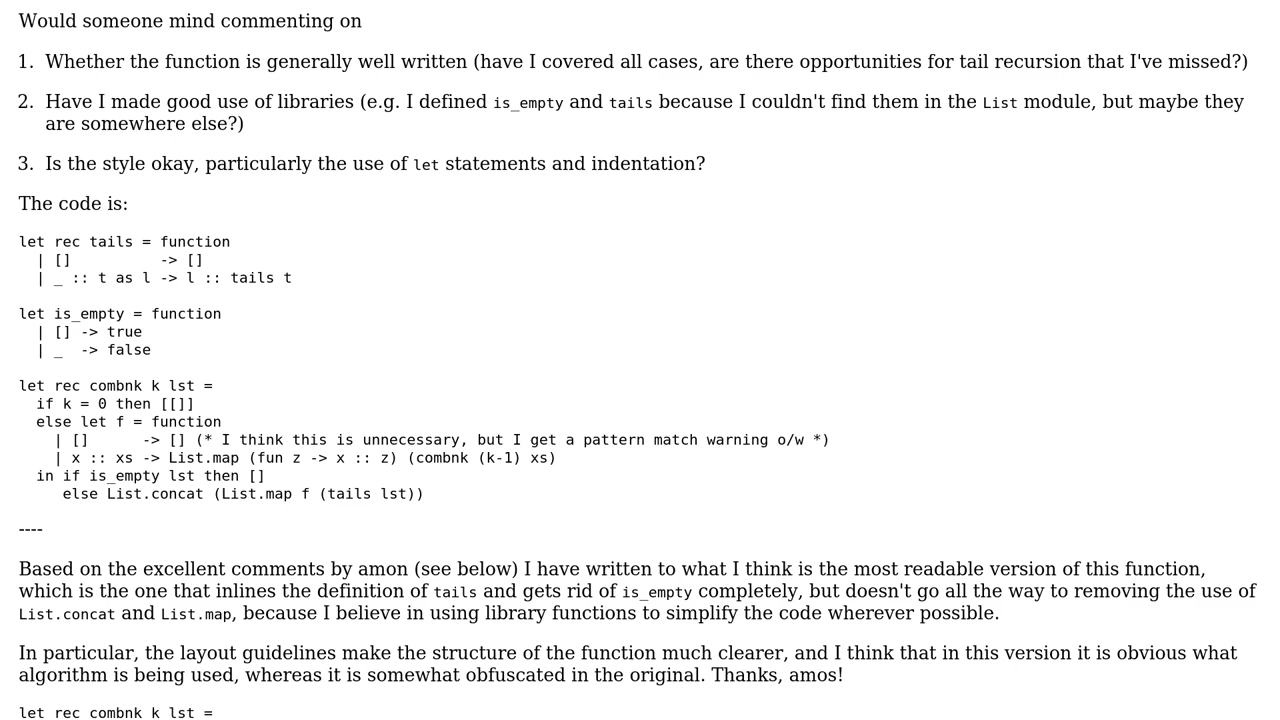 Would someone mind commenting on
1. Whether the function is generally well written (have I covered all cases, are there opportunities for tail recursion that I've missed?)
2. Have I made good use of libraries (e.g. I defined is_empty and tails because I couldn't find them in the List module, but maybe they
are somewhere else?)
3. Is the style okay, particularly the use of let statements and indentation?
The code is:
let rec tails = function
  | []          -> []
  | _ :: t as l -> l :: tails t
let is_empty = function
  | [] -> true
  | _  -> false
let rec combnk k lst =
  if k = 0 then [[]]
  else let f = function
    | []      -> [] (* I think this is unnecessary, but I get a pattern match warning o/w *)
    | x :: xs -> List.map (fun z -> x :: z) (combnk (k-1) xs)
  in if is_empty lst then []
     else List.concat (List.map f (tails lst))
----
Based on the excellent comments by amon (see below) I have written to what I think is the most readable version of this function,
which is the one that inlines the definition of tails and gets rid of is_empty completely, but doesn't go all the way to removing the use of
List.concat and List.map, because I believe in using library functions to simplify the code wherever possible.
In particular, the layout guidelines make the structure of the function much clearer, and I think that in this version it is obvious what
algorithm is being used, whereas it is somewhat obfuscated in the original. Thanks, amos!
let rec combnk k lst =